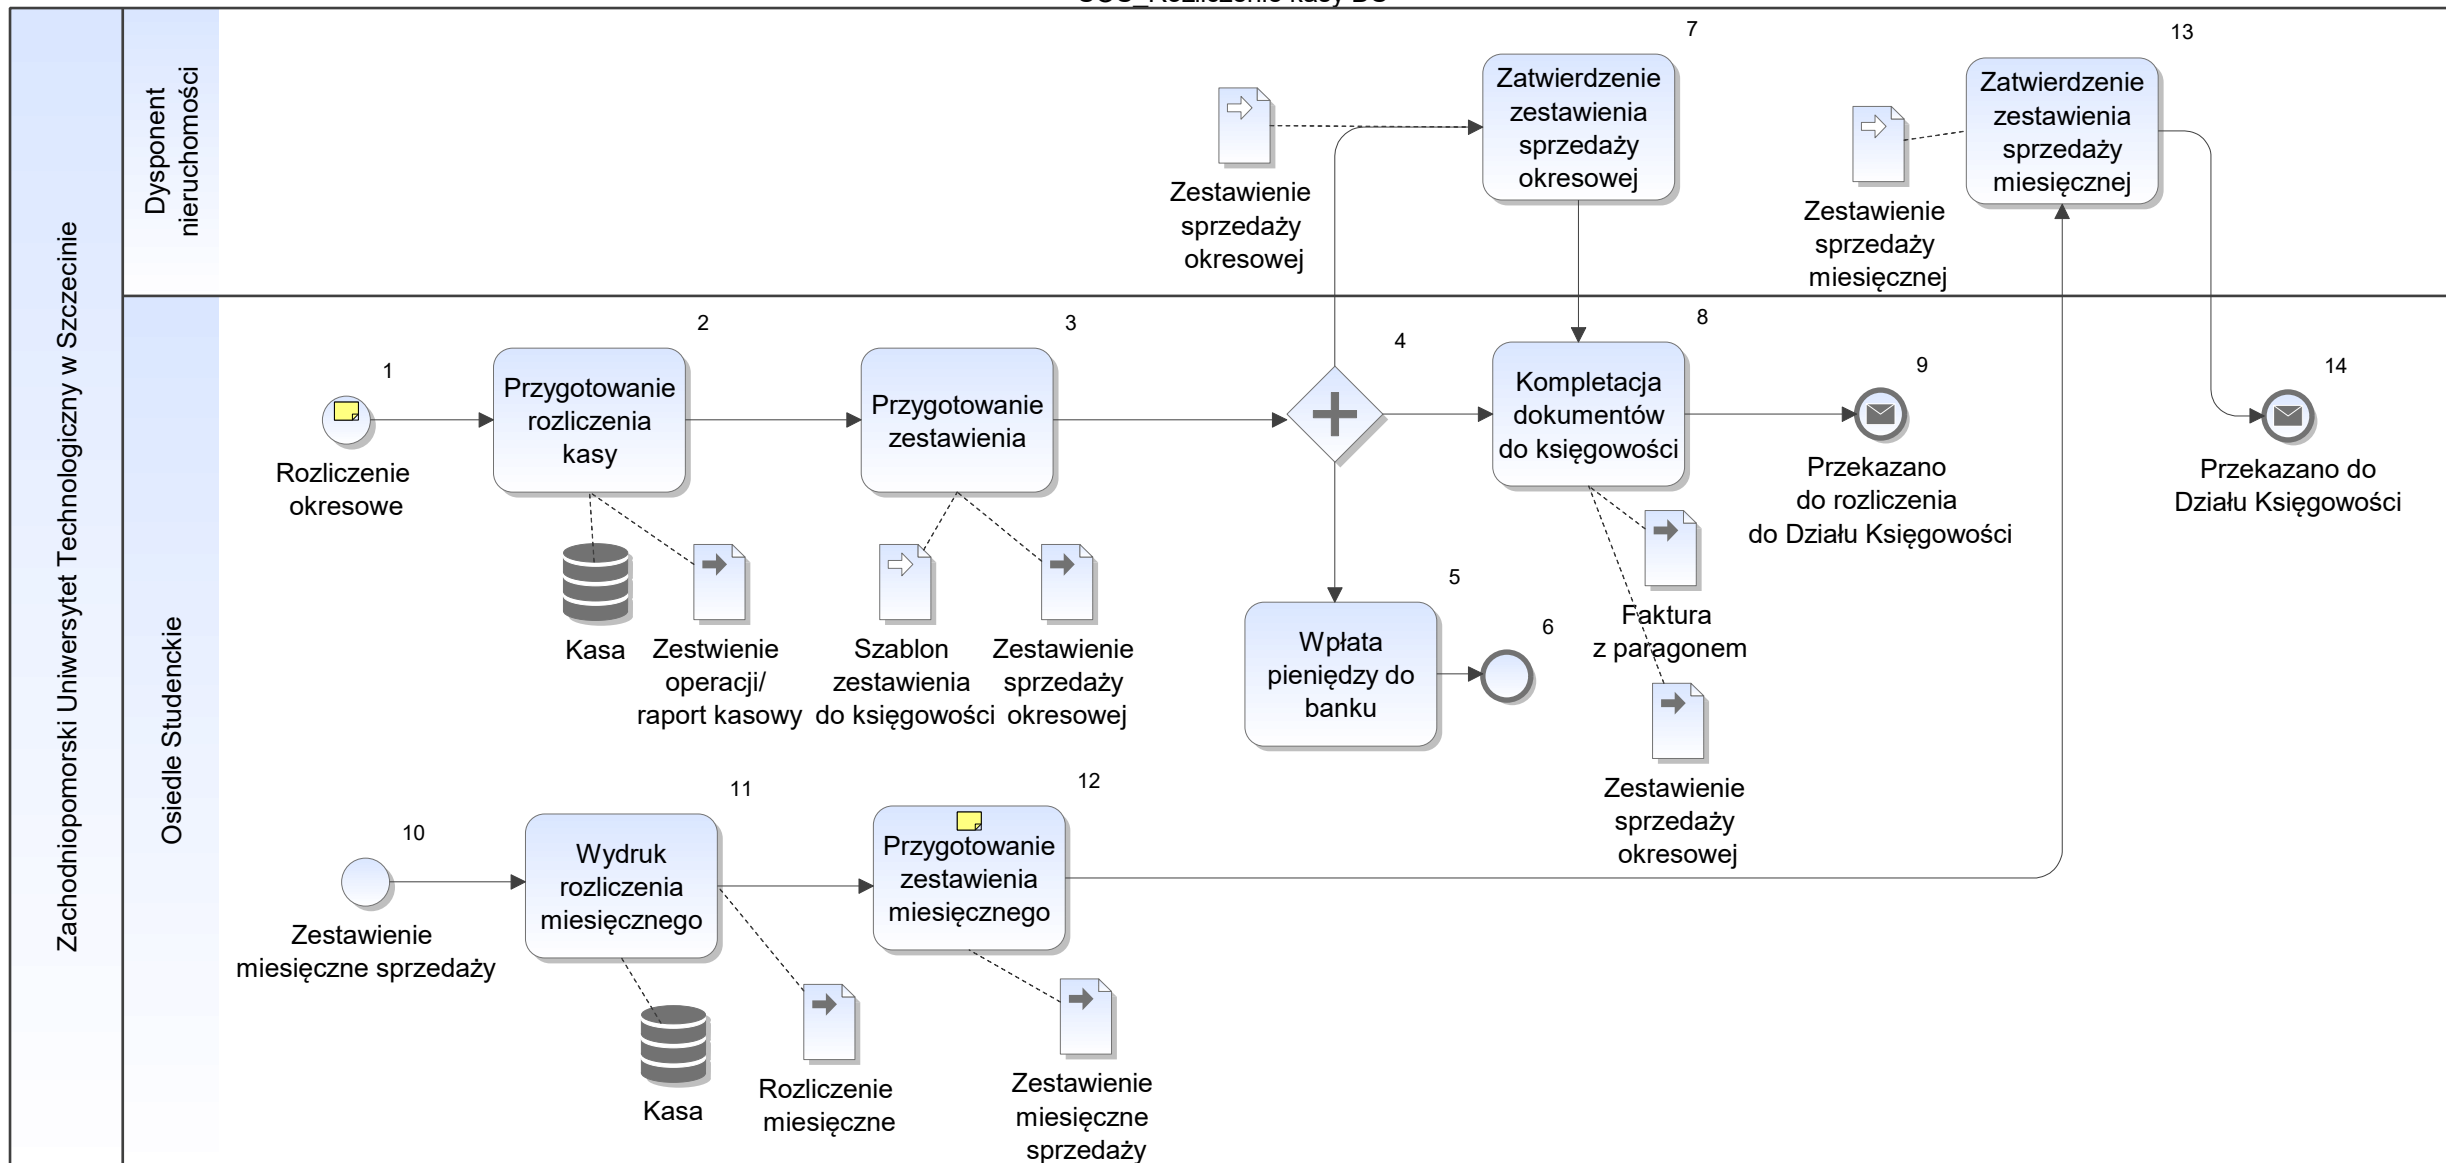 Zachodniopomorski Uniwersytet Technologiczny w Szczecinie
Dysponent
nieruchomości
7
Zatwierdzenie
zestawienia
sprzedaży
okresowej
Zestawienie
sprzedaży
okresowej
13
Zatwierdzenie
zestawienia
sprzedaży
miesięcznej
Zestawienie
sprzedaży
miesięcznej
Osiedle Studenckie
1
Rozliczenie
okresowe
2
Przygotowanie
rozliczenia
kasy
Kasa
Zestwienie
operacji/
raport kasowy
3
Przygotowanie
zestawienia
Szablon
zestawienia
do księgowości
Zestawienie
sprzedaży
okresowej
4
8
Kompletacja
dokumentów
do księgowości
Faktura
z paragonem
Zestawienie
sprzedaży
okresowej
9
Przekazano
do rozliczenia
do Działu Księgowości
14
Przekazano do
Działu Księgowości
5
Wpłata
pieniędzy do
banku
6
10
Zestawienie
miesięczne sprzedaży
11
Wydruk
rozliczenia
miesięcznego
Kasa
Rozliczenie
miesięczne
12
Przygotowanie
zestawienia
miesięcznego
Zestawienie
miesięczne
sprzedaży